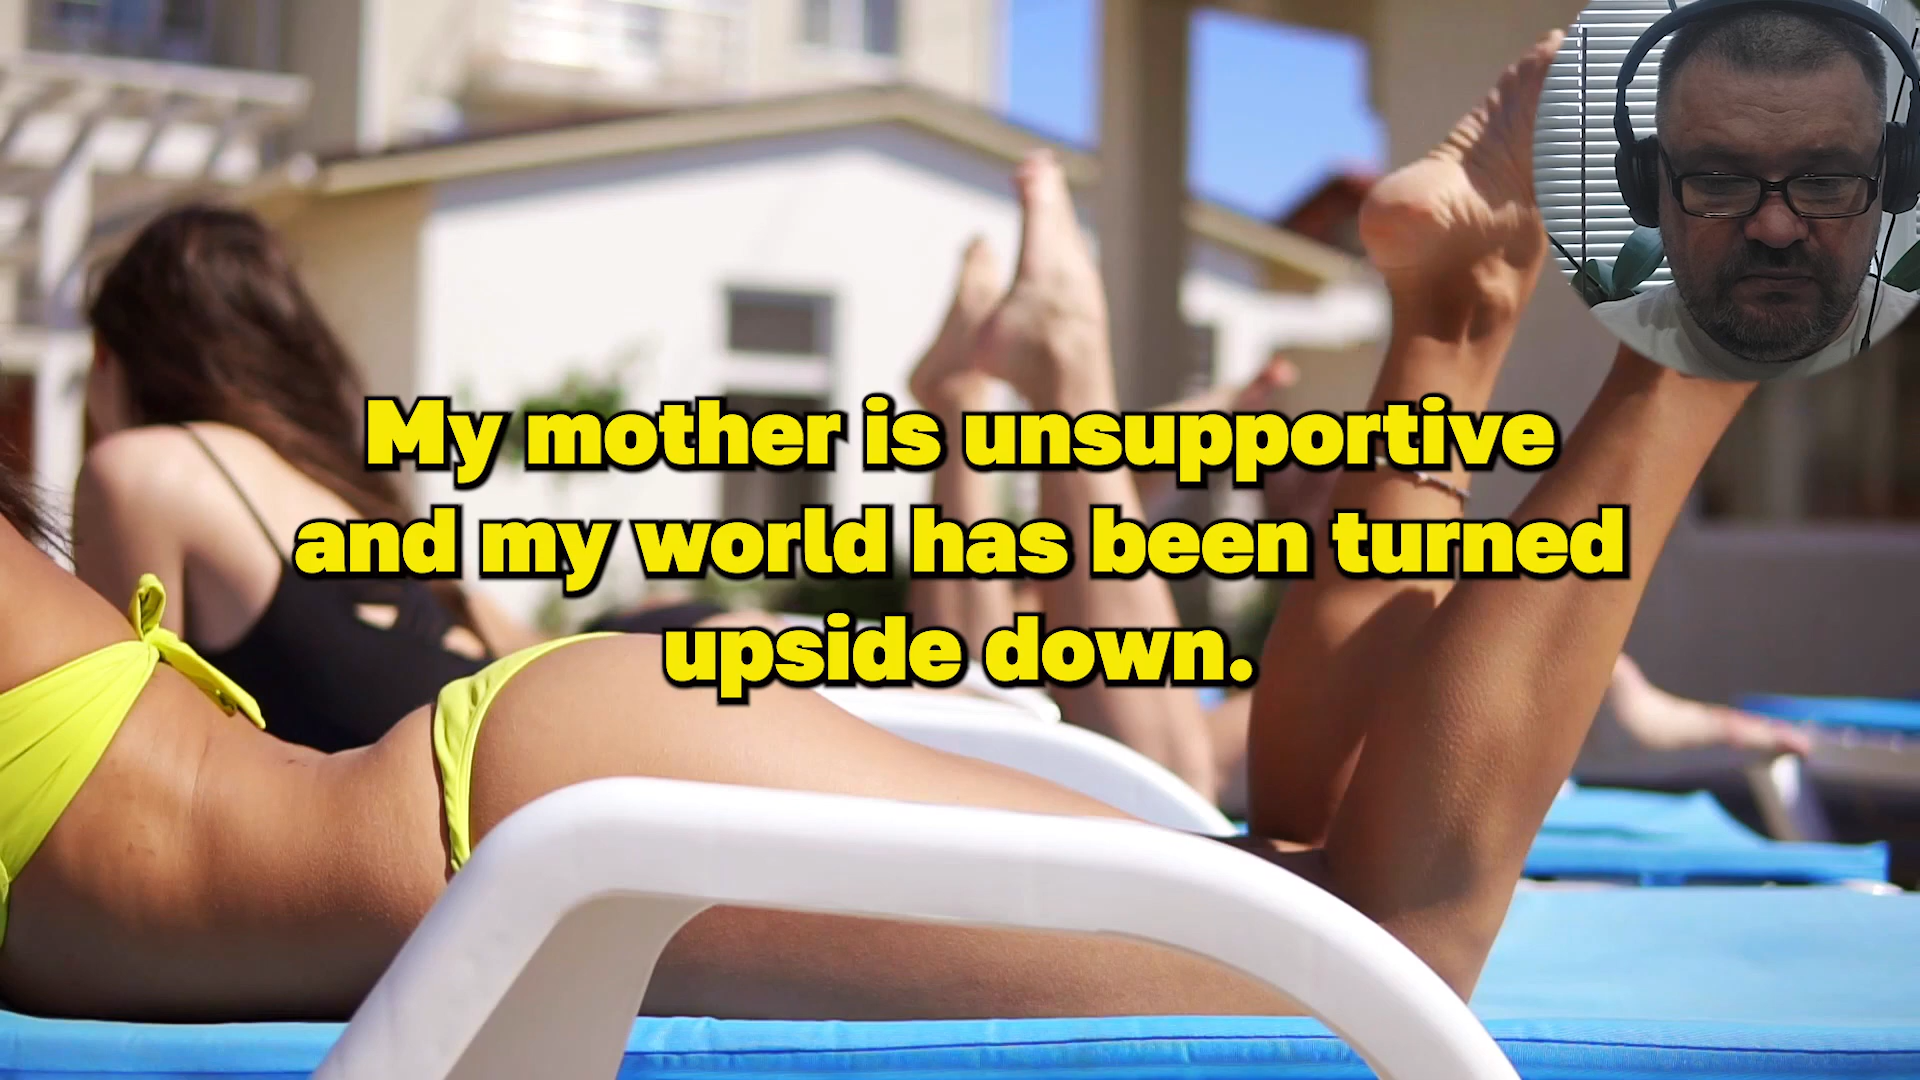 My mother is unsupportive
and my world has been turned
upside down.